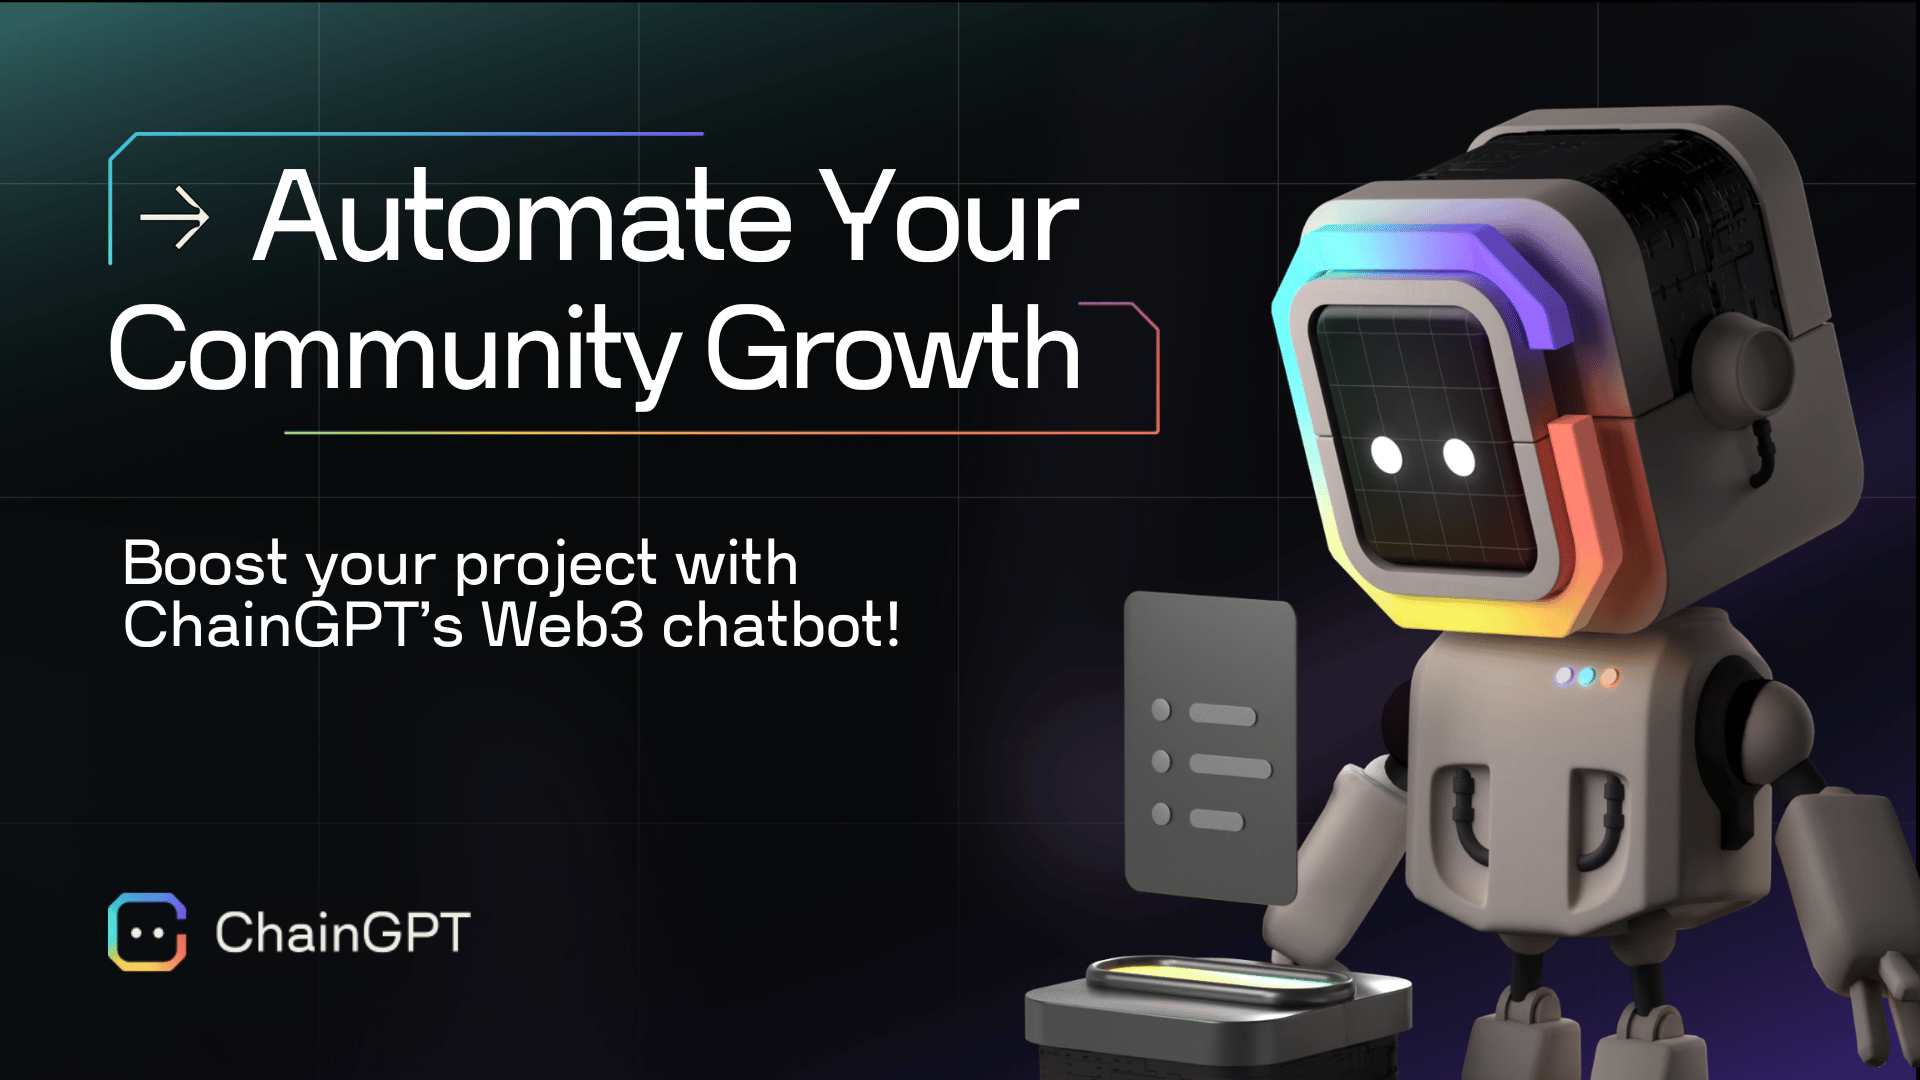 → Automate Your
Community Growth
Boost your project with
ChainGPT’s Web3 chatbot!
ChainGPT